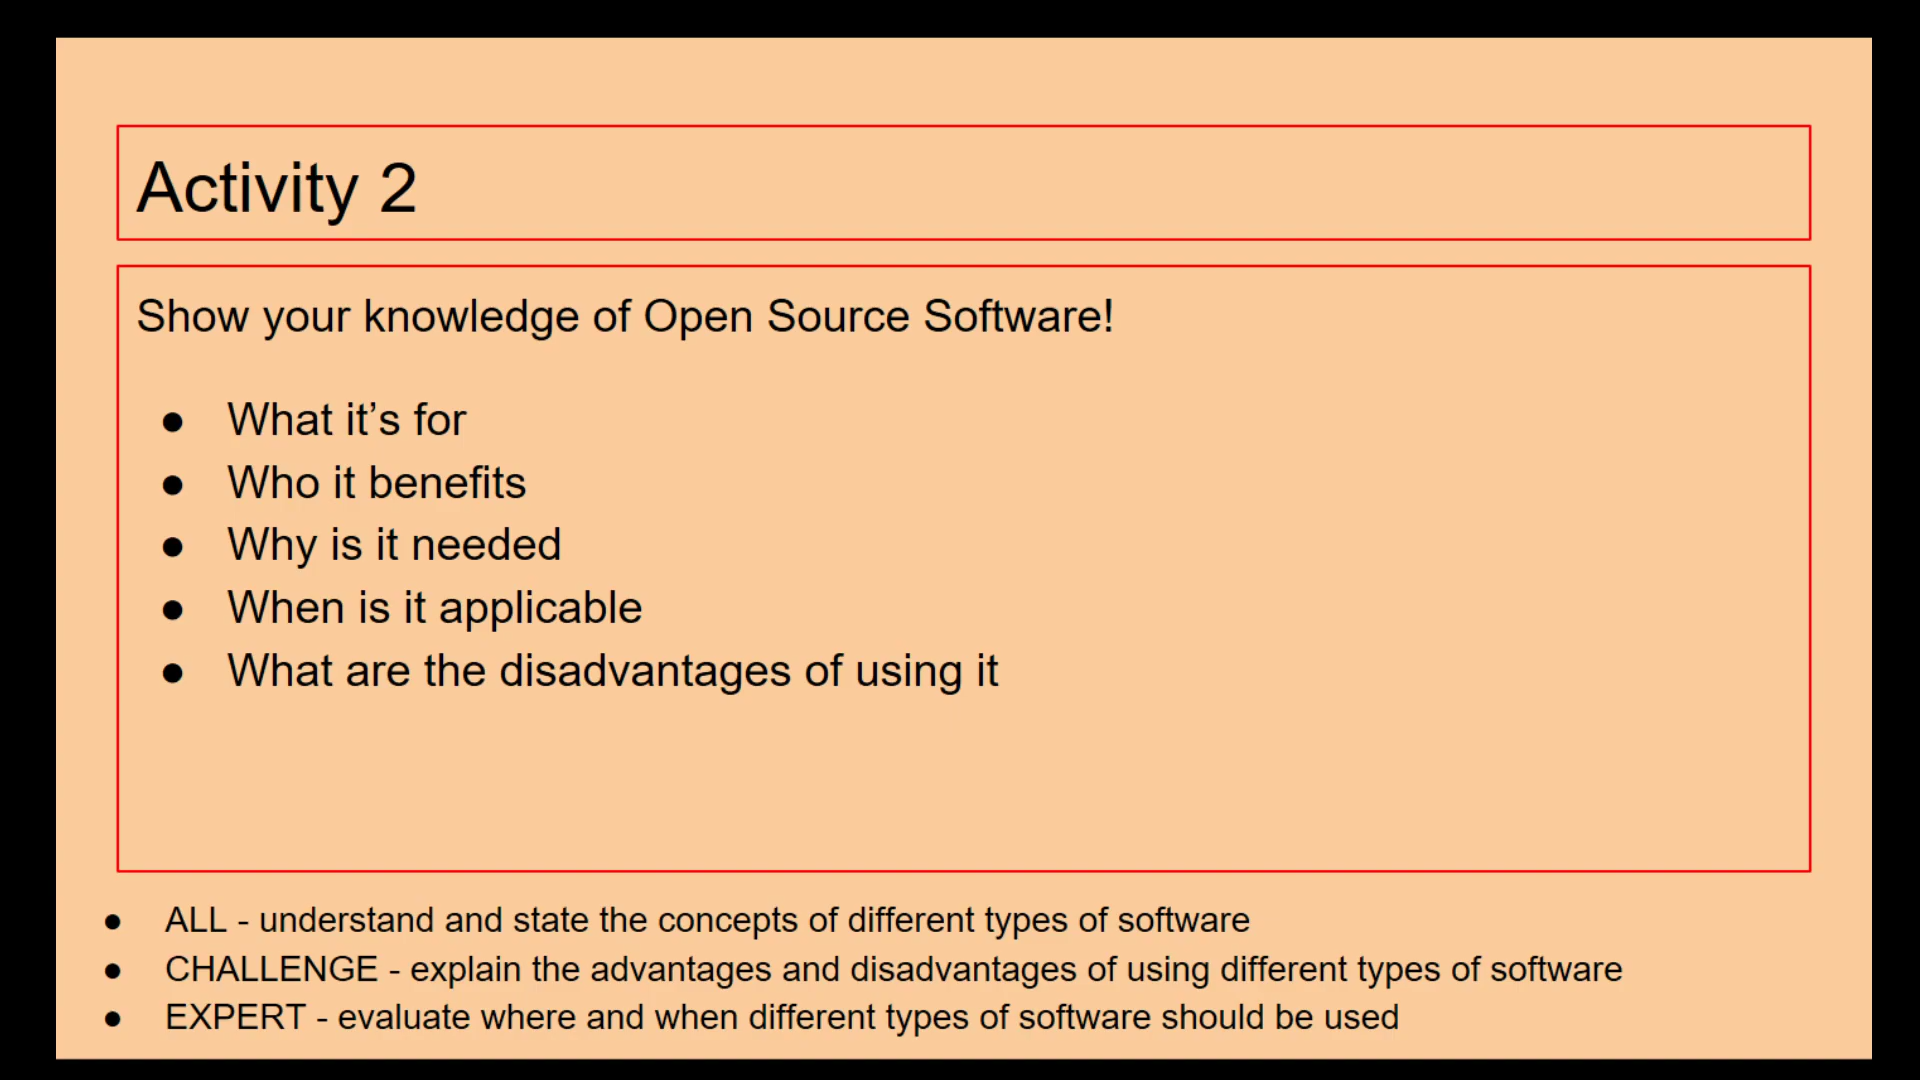 Activity 2
Show your knowledge of Open Source Software!
● What it’s for
● Who it benefits
● Why is it needed
● When is it applicable
● What are the disadvantages of using it
● ALL - understand and state the concepts of different types of software
● CHALLENGE - explain the advantages and disadvantages of using different types of software
● EXPERT - evaluate where and when different types of software should be used